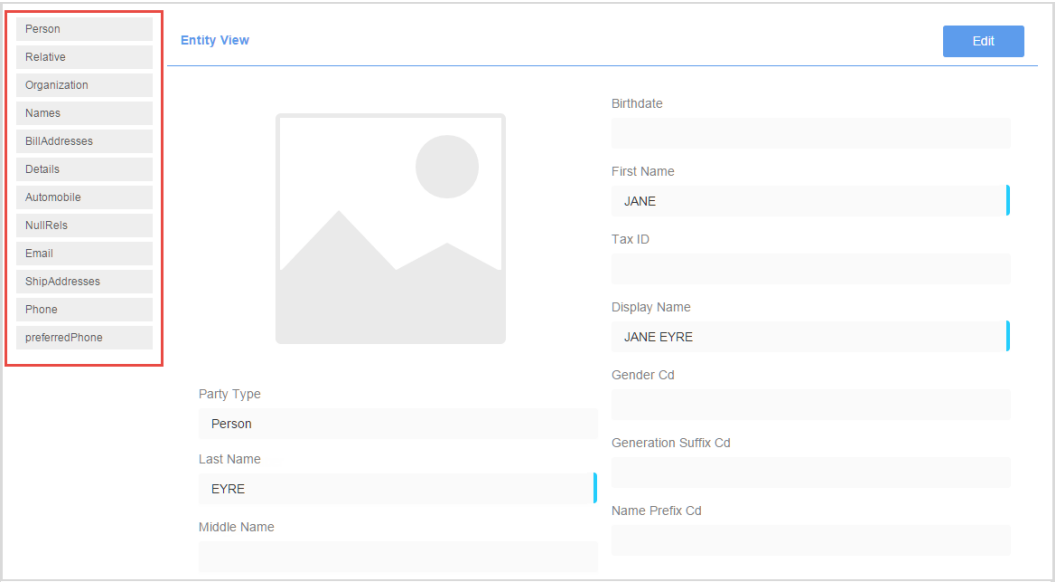 Person
Relative
Organization
Names
BillAddresses
Details
Automobile
NullRels
Email
ShipAddresses
Phone
preferredPhone
Entity View
Edit
Party Type
Person
Last Name
EYRE
Middle Name
Birthdate
First Name
JANE
Tax ID
Display Name
JANE EYRE
Gender Cd
Generation Suffix Cd
Name Prefix Cd